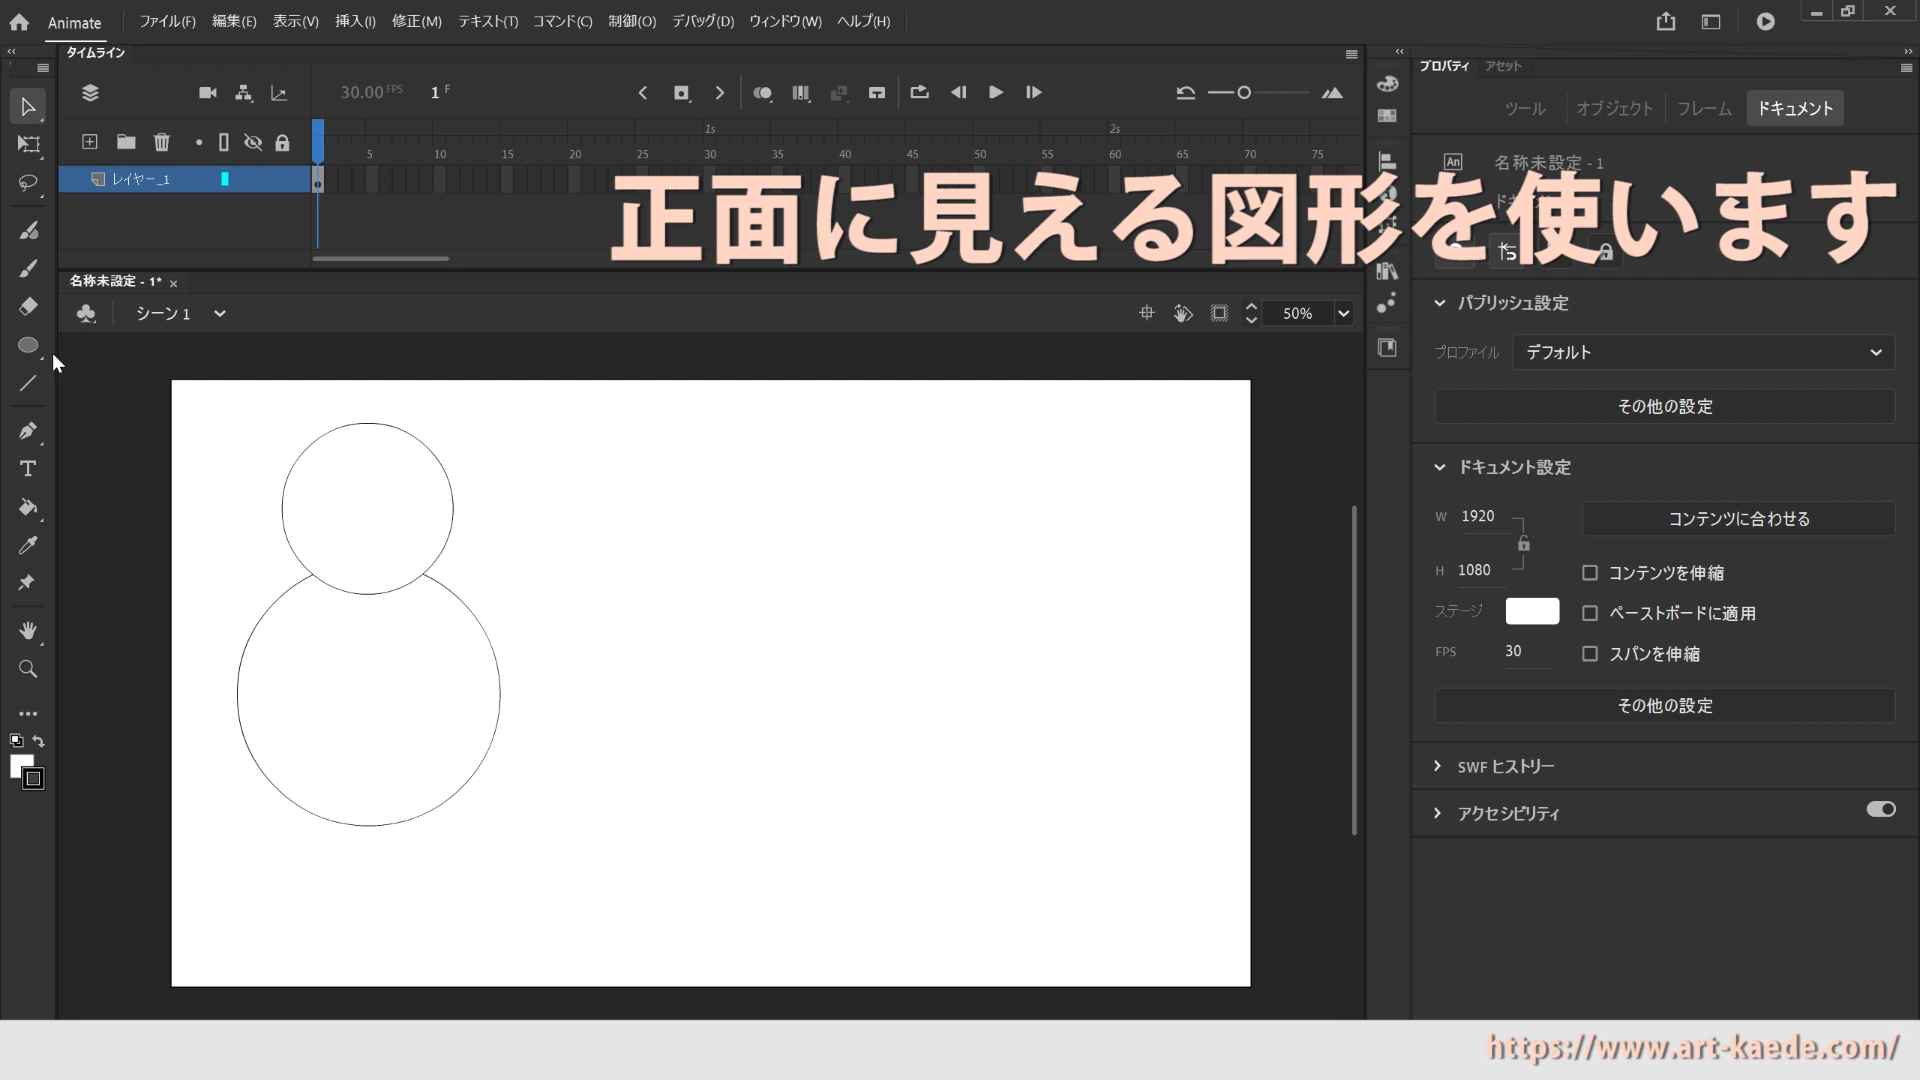 Animate ファイル(F) 編集(E) 表示(V) 挿入(I) 修正(M) テキスト(T) コマンド(C) 制御(O) デバッグ(D) ウィンドウ(W) ヘルプ(H)
タイムライン
プロパティ アセット
30.00 FPS 1 F
ツール オブジェクト フレーム ドキュメント
1s 2s
5 10 15 20 25 30 35 40 45 50 55 60 65 70 75
レイヤー_1
An 名称未設定 - 1
正面に見える図形を使います
名称未設定 - 1*
シーン 1
50%
パブリッシュ設定
プロファイル デフォルト
その他の設定
ドキュメント設定
W 1920
コンテンツに合わせる
H 1080
コンテンツを伸縮
ステージ
ペーストボードに適用
FPS 30
スパンを伸縮
その他の設定
SWF ヒストリー
アクセシビリティ
https://www.art-kaede.com/